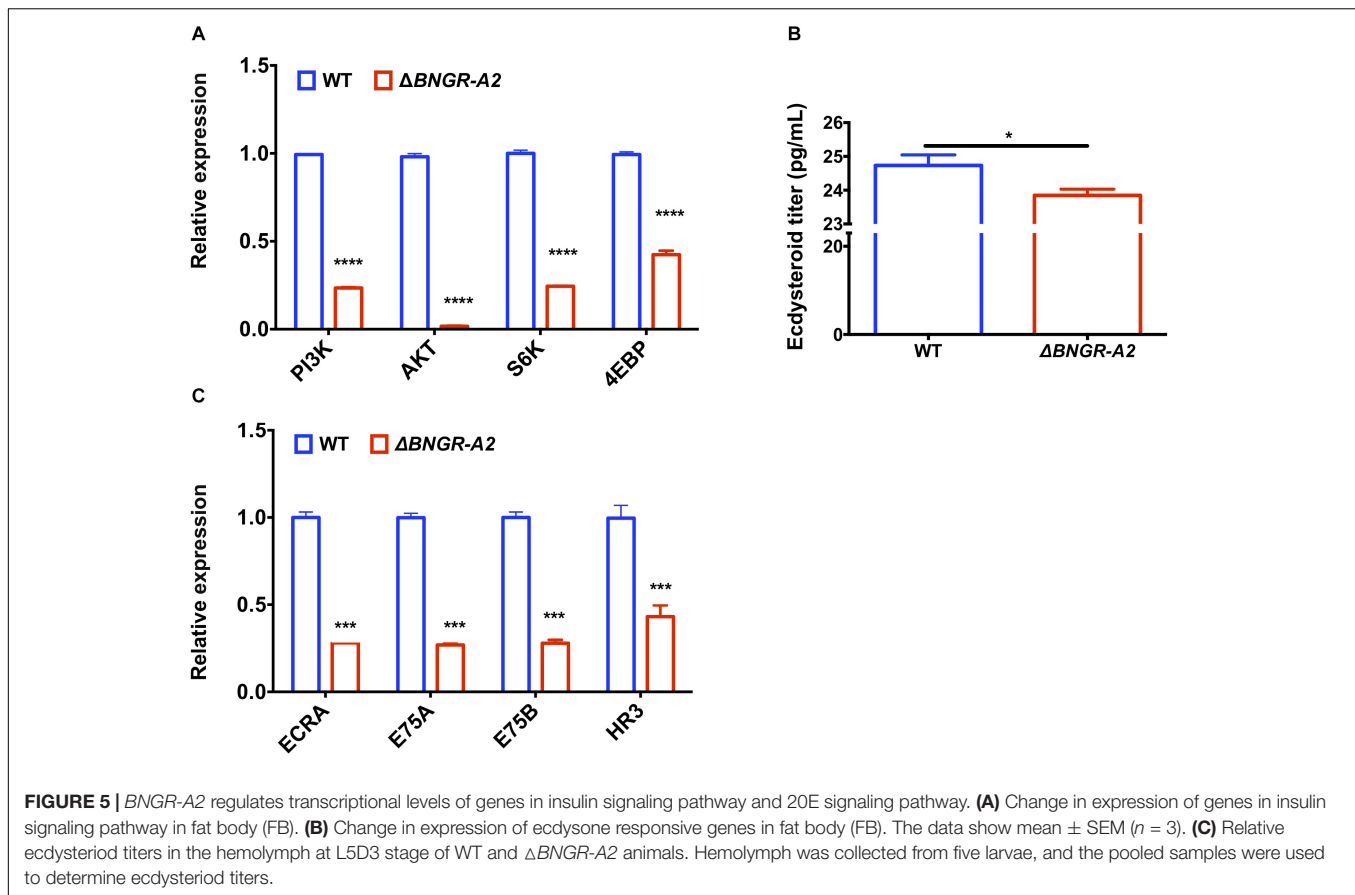 A
1.5
WT
ΔBNGR-A2
Relative expression
1.0
0.5
0.0
****
****
****
****
PI3K
AKT
S6K
4EBP
B
Ecdysteroid titer (pg/mL)
26
25
24
23
20
0
*
WT
ΔBNGR-A2
C
1.5
WT
ΔBNGR-A2
Relative expression
1.0
0.5
0.0
***
***
***
***
ECRA
E75A
E75B
HR3
FIGURE 5 | BNGR-A2 regulates transcriptional levels of genes in insulin signaling pathway and 20E signaling pathway. (A) Change in expression of genes in insulin
signaling pathway in fat body (FB). (B) Change in expression of ecdysone responsive genes in fat body (FB). The data show mean ± SEM (n = 3). (C) Relative
ecdysteriod titers in the hemolymph at L5D3 stage of WT and △BNGR-A2 animals. Hemolymph was collected from five larvae, and the pooled samples were used
to determine ecdysteriod titers.